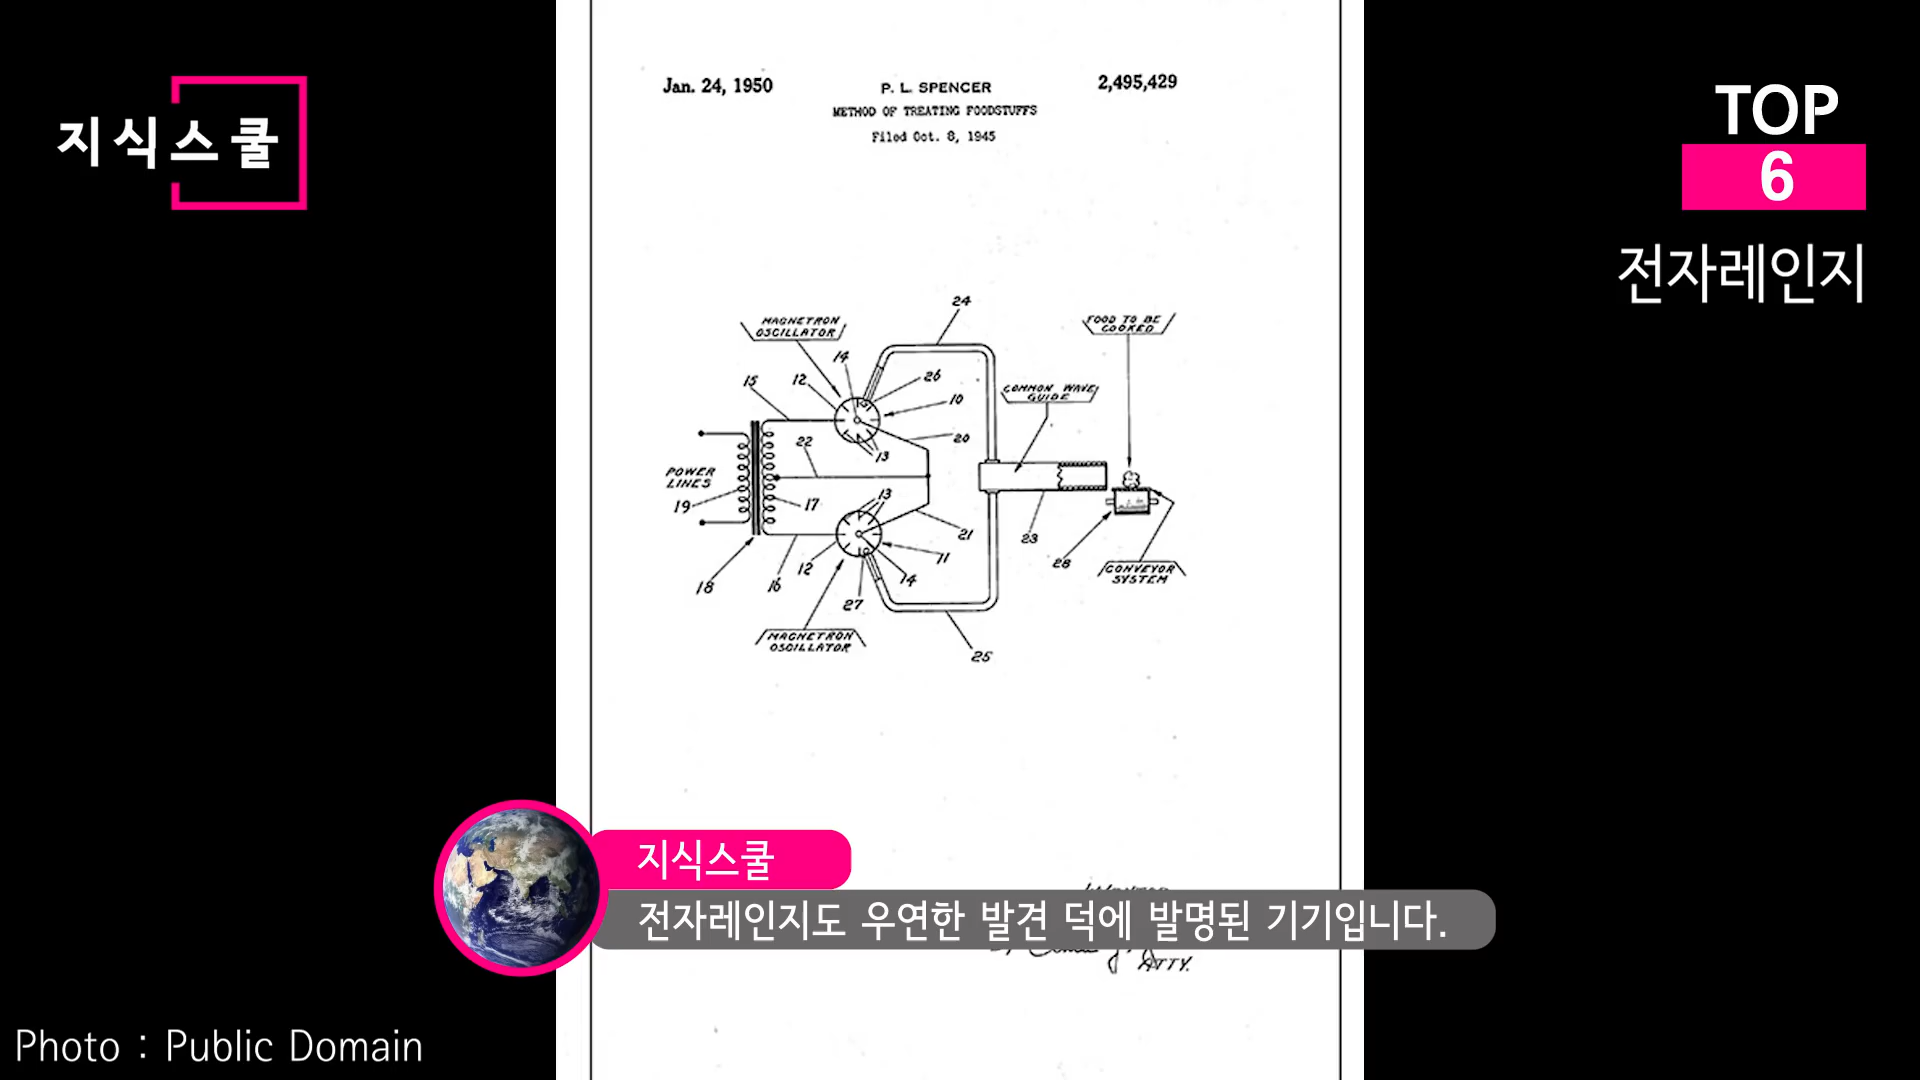 지식스쿨
TOP
6
전자레인지
Jan. 24, 1950
P. L. SPENCER
2,495,429
METHOD OF TREATING FOODSTUFFS
Filed Oct. 8, 1945
24
MAGNETRON
OSCILLATOR
FOOD TO BE
COOKED
14
15
12
26
10
COMMON WAVE
GUIDE
20
22
13
POWER
LINES
19
17
13
21
23
11
12
14
28
18
16
27
CONVEYOR
SYSTEM
MAGNETRON
OSCILLATOR
25
지식스쿨
전자레인지도 우연한 발견 덕에 발명된 기기입니다.
ATTY.
Photo : Public Domain